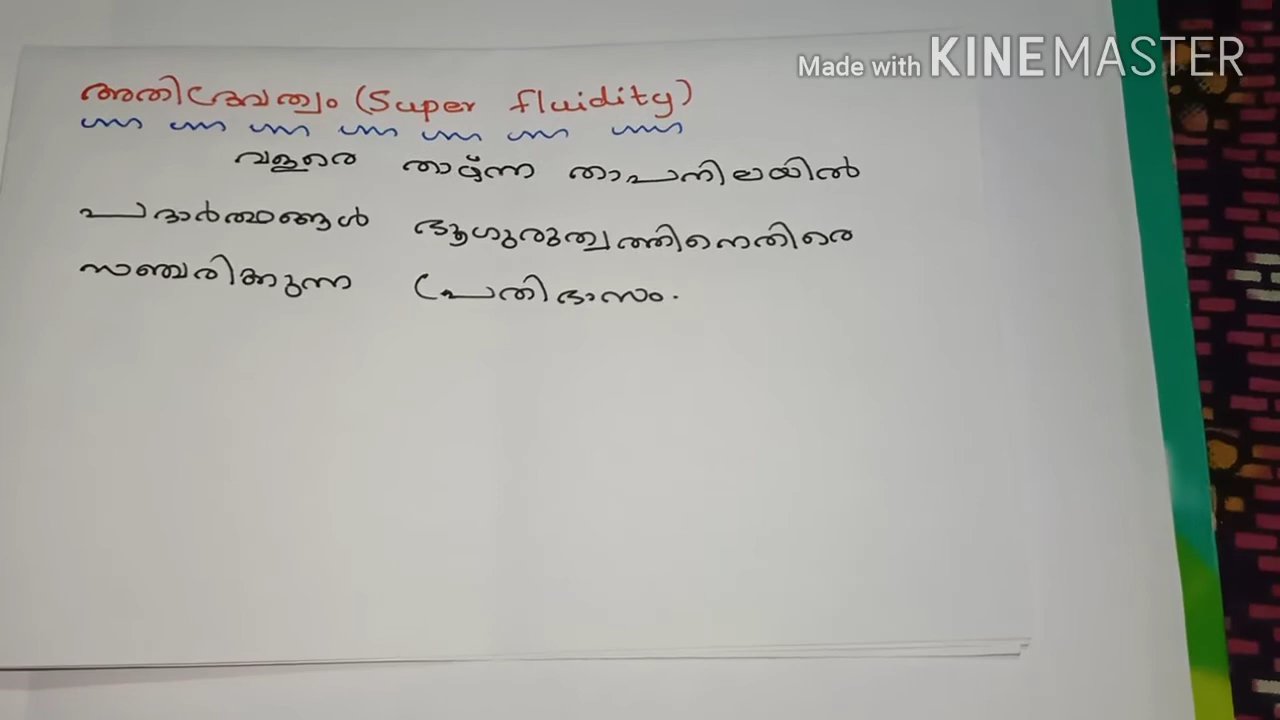 Made with KINEMASTER
അതിദ്രവത്വം (Super fluidity)
വളരെ താഴ്ന്ന താപനിലയിൽ
പദാർത്ഥങ്ങൾ ഭൂഗുരുത്വത്തിനെതിരെ
സഞ്ചരിക്കുന്ന പ്രതിഭാസം.